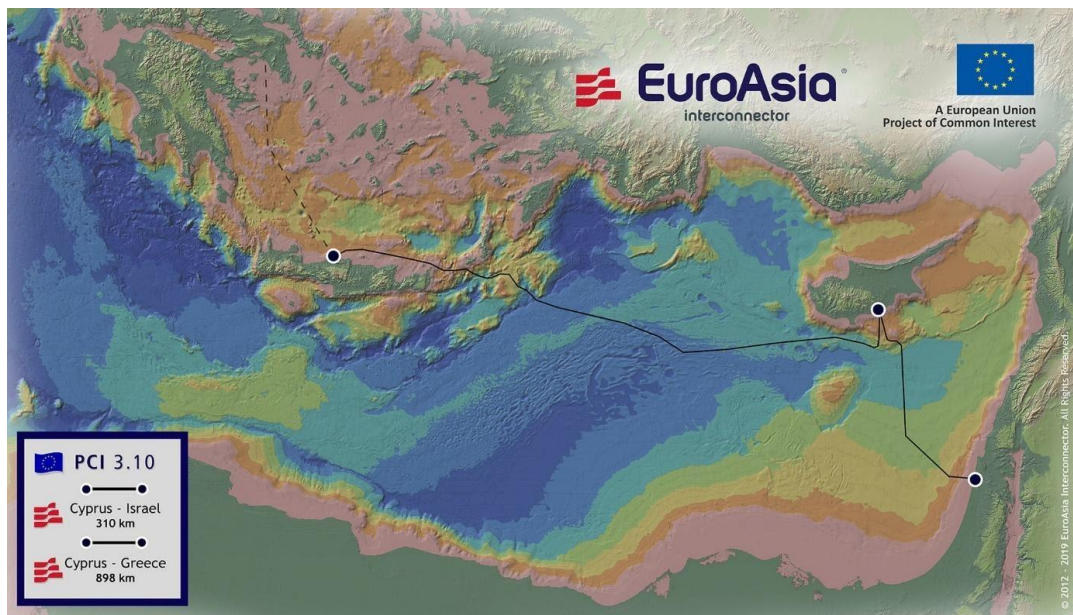 EuroAsia
interconnector
A European Union
Project of Common Interest
PCI 3.10
Cyprus - Israel
310 km
Cyprus - Greece
898 km
© 2012 - 2019 EuroAsia Interconnector. All Rights Reserved.